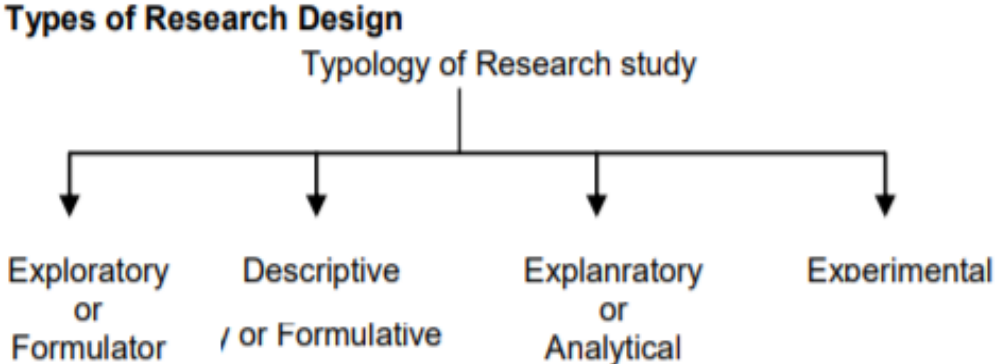 Types of Research Design
Typology of Research study
Exploratory
or
Formulator
Descriptive
y or Formulative
Explanratory
or
Analytical
Experimental